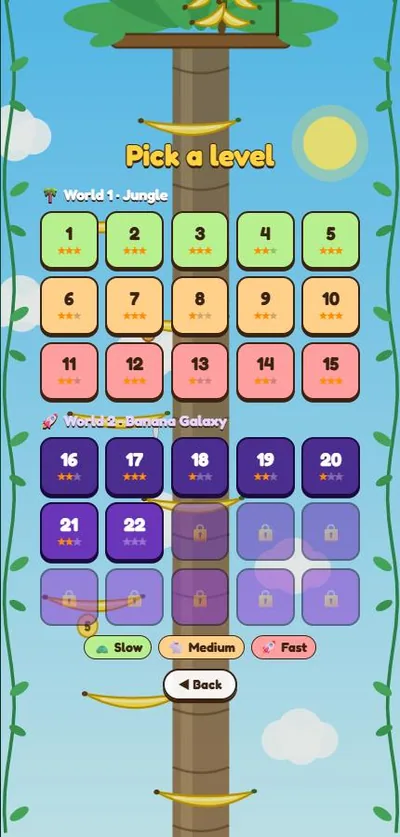 Pick a level
World 1 · Jungle
1 2 3 4 5
6 7 8 9 10
11 12 13 14 15
World 2 · Banana Galaxy
16 17 18 19 20
21 22
5
Slow Medium Fast
◀ Back